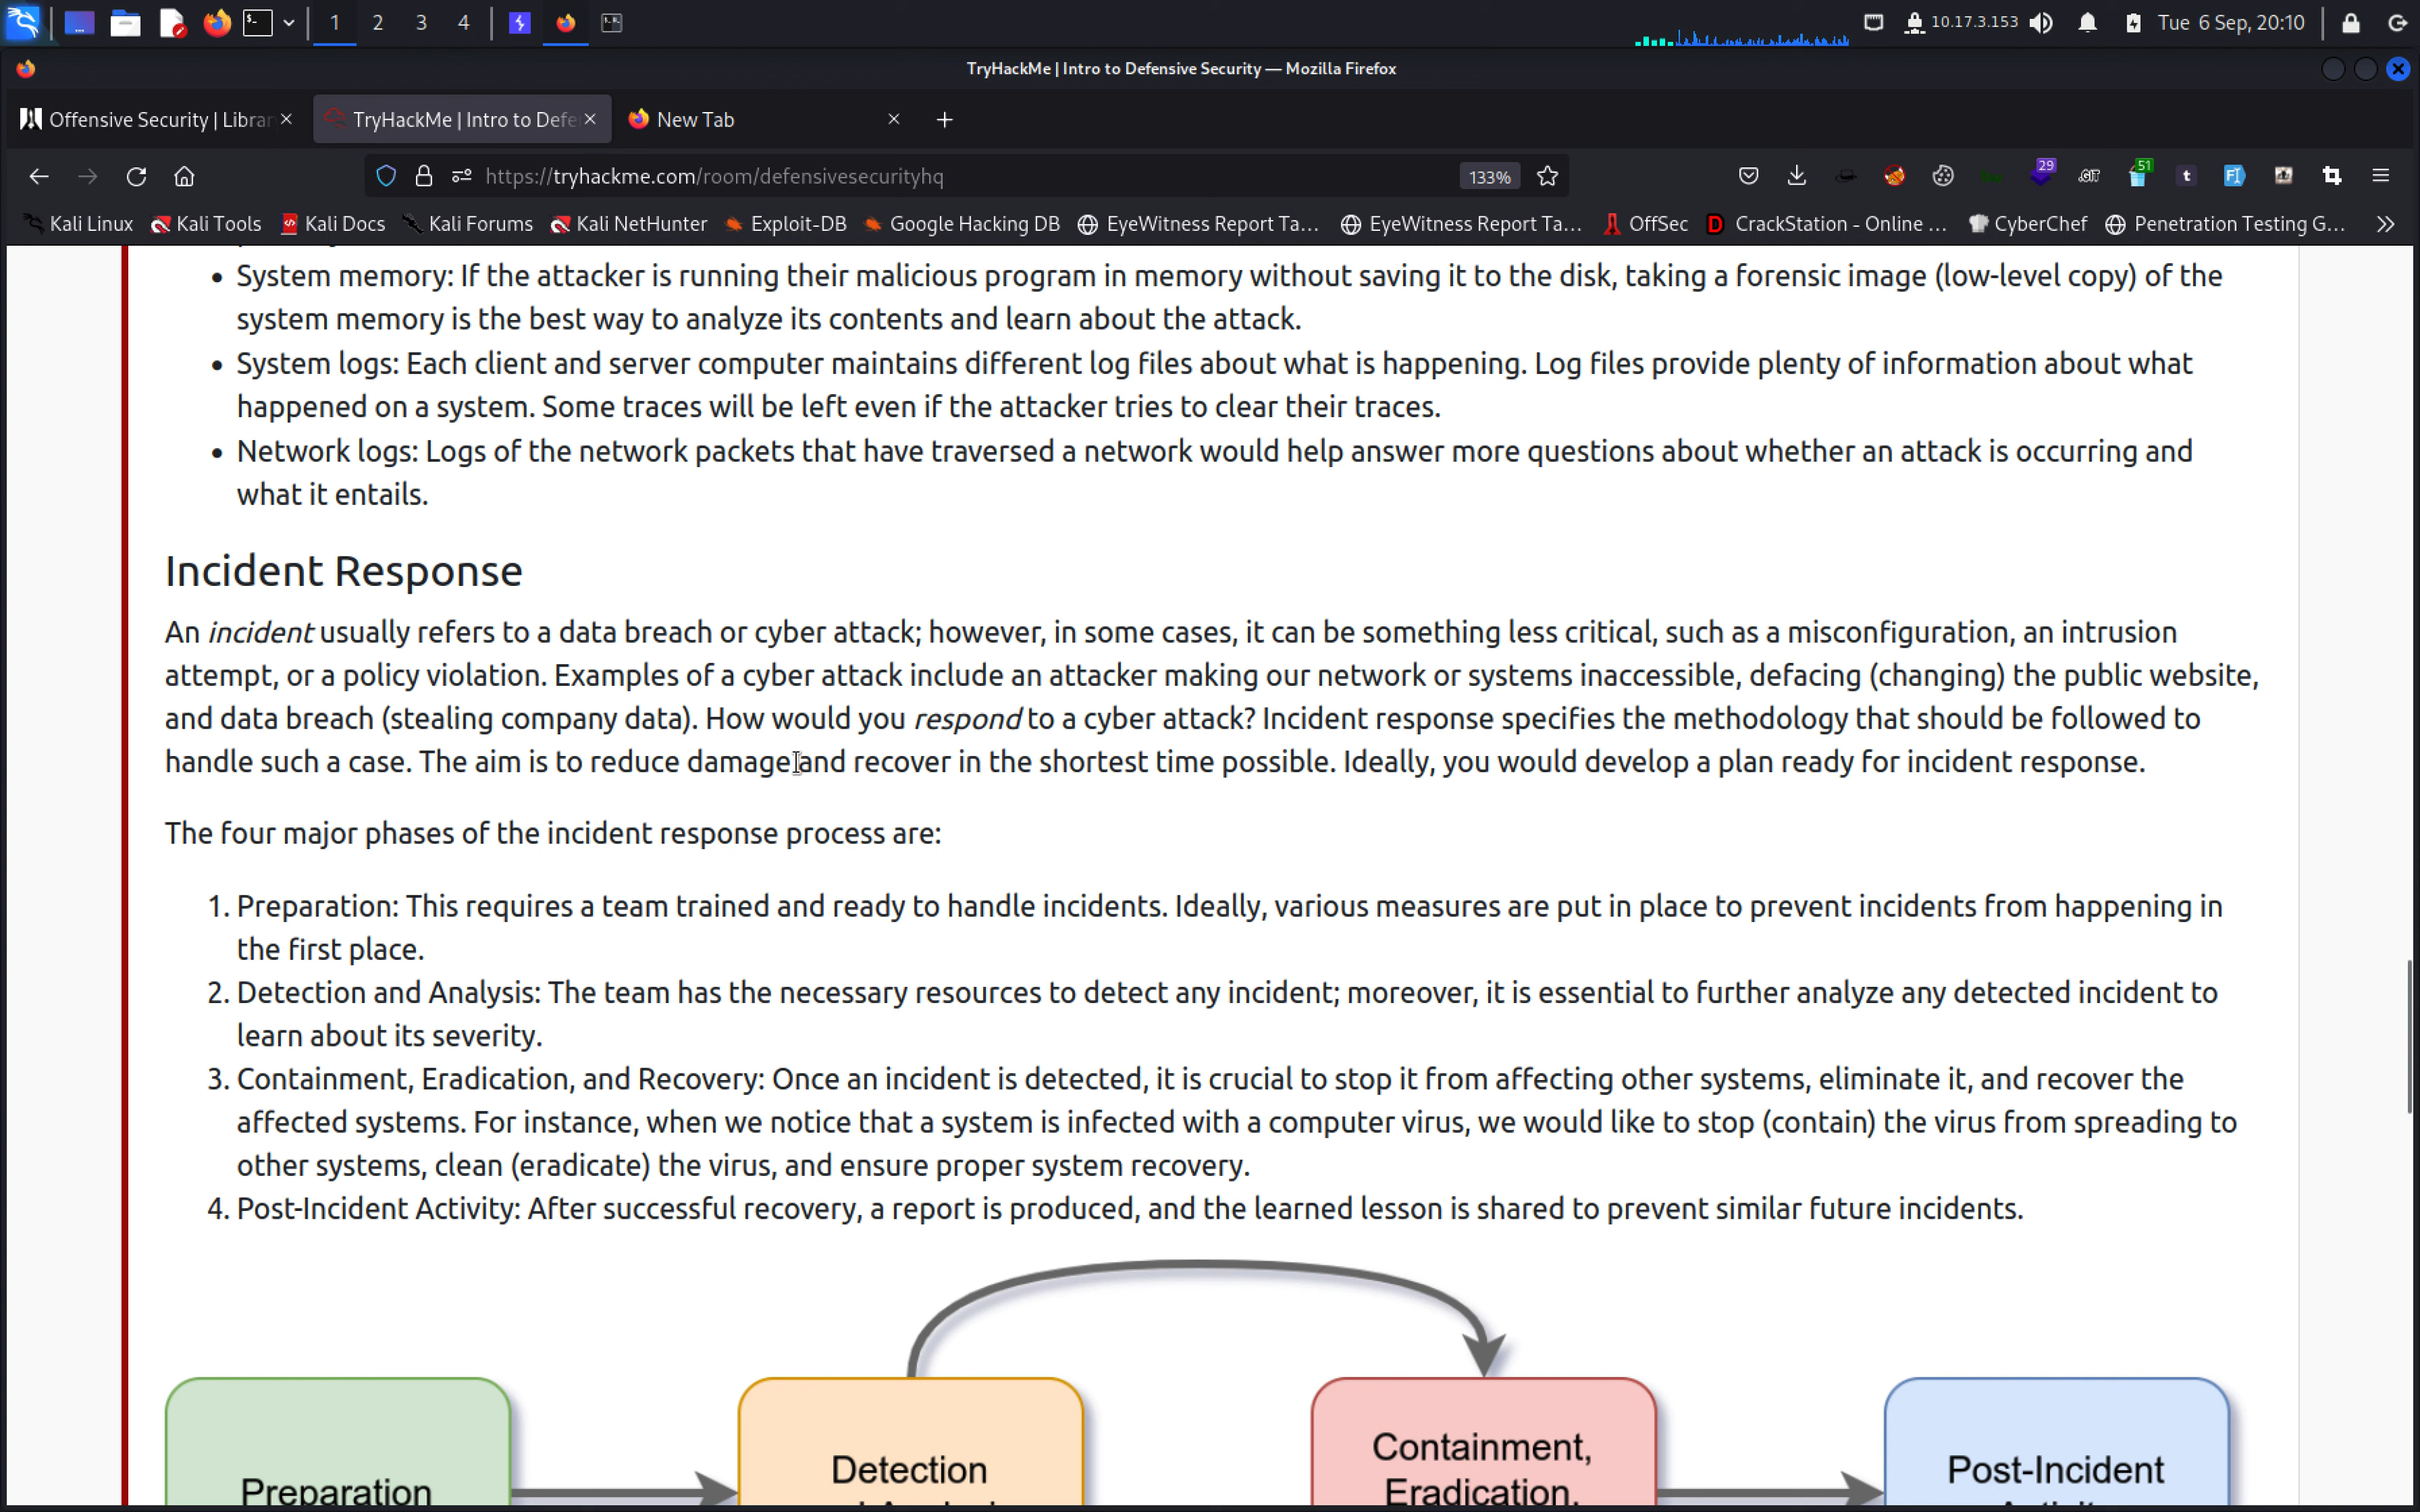 1 2 3 4 10.17.3.153 Tue 6 Sep, 20:10
TryHackMe | Intro to Defensive Security — Mozilla Firefox
Offensive Security | Librar TryHackMe | Intro to Defe New Tab
https://tryhackme.com/room/defensivesecurityhq 133% 29 .GIT 51 t
Kali Linux Kali Tools Kali Docs Kali Forums Kali NetHunter Exploit-DB Google Hacking DB EyeWitness Report Ta... EyeWitness Report Ta... OffSec CrackStation - Online ... CyberChef Penetration Testing G...
• System memory: If the attacker is running their malicious program in memory without saving it to the disk, taking a forensic image (low-level copy) of the
system memory is the best way to analyze its contents and learn about the attack.
• System logs: Each client and server computer maintains different log files about what is happening. Log files provide plenty of information about what
happened on a system. Some traces will be left even if the attacker tries to clear their traces.
• Network logs: Logs of the network packets that have traversed a network would help answer more questions about whether an attack is occurring and
what it entails.
Incident Response
An incident usually refers to a data breach or cyber attack; however, in some cases, it can be something less critical, such as a misconfiguration, an intrusion
attempt, or a policy violation. Examples of a cyber attack include an attacker making our network or systems inaccessible, defacing (changing) the public website,
and data breach (stealing company data). How would you respond to a cyber attack? Incident response specifies the methodology that should be followed to
handle such a case. The aim is to reduce damage and recover in the shortest time possible. Ideally, you would develop a plan ready for incident response.
The four major phases of the incident response process are:
1. Preparation: This requires a team trained and ready to handle incidents. Ideally, various measures are put in place to prevent incidents from happening in
the first place.
2. Detection and Analysis: The team has the necessary resources to detect any incident; moreover, it is essential to further analyze any detected incident to
learn about its severity.
3. Containment, Eradication, and Recovery: Once an incident is detected, it is crucial to stop it from affecting other systems, eliminate it, and recover the
affected systems. For instance, when we notice that a system is infected with a computer virus, we would like to stop (contain) the virus from spreading to
other systems, clean (eradicate) the virus, and ensure proper system recovery.
4. Post-Incident Activity: After successful recovery, a report is produced, and the learned lesson is shared to prevent similar future incidents.
Preparation
Detection
Containment,
Eradication,
Post-Incident